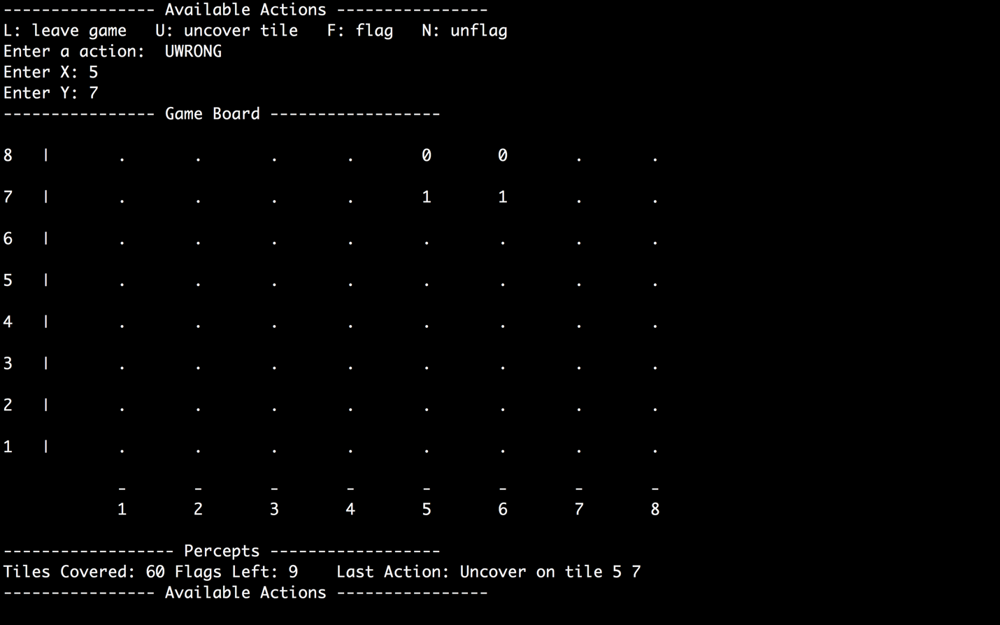 ---------------- Available Actions ----------------
L: leave game   U: uncover tile   F: flag   N: unflag
Enter a action:  UWRONG
Enter X: 5
Enter Y: 7
---------------- Game Board ------------------
8   |       .       .       .       .       0       0       .       .
7   |       .       .       .       .       1       1       .       .
6   |       .       .       .       .       .       .       .       .
5   |       .       .       .       .       .       .       .       .
4   |       .       .       .       .       .       .       .       .
3   |       .       .       .       .       .       .       .       .
2   |       .       .       .       .       .       .       .       .
1   |       .       .       .       .       .       .       .       .
            -       -       -       -       -       -       -       -
            1       2       3       4       5       6       7       8
------------------ Percepts ------------------
Tiles Covered: 60 Flags Left: 9    Last Action: Uncover on tile 5 7
---------------- Available Actions ----------------